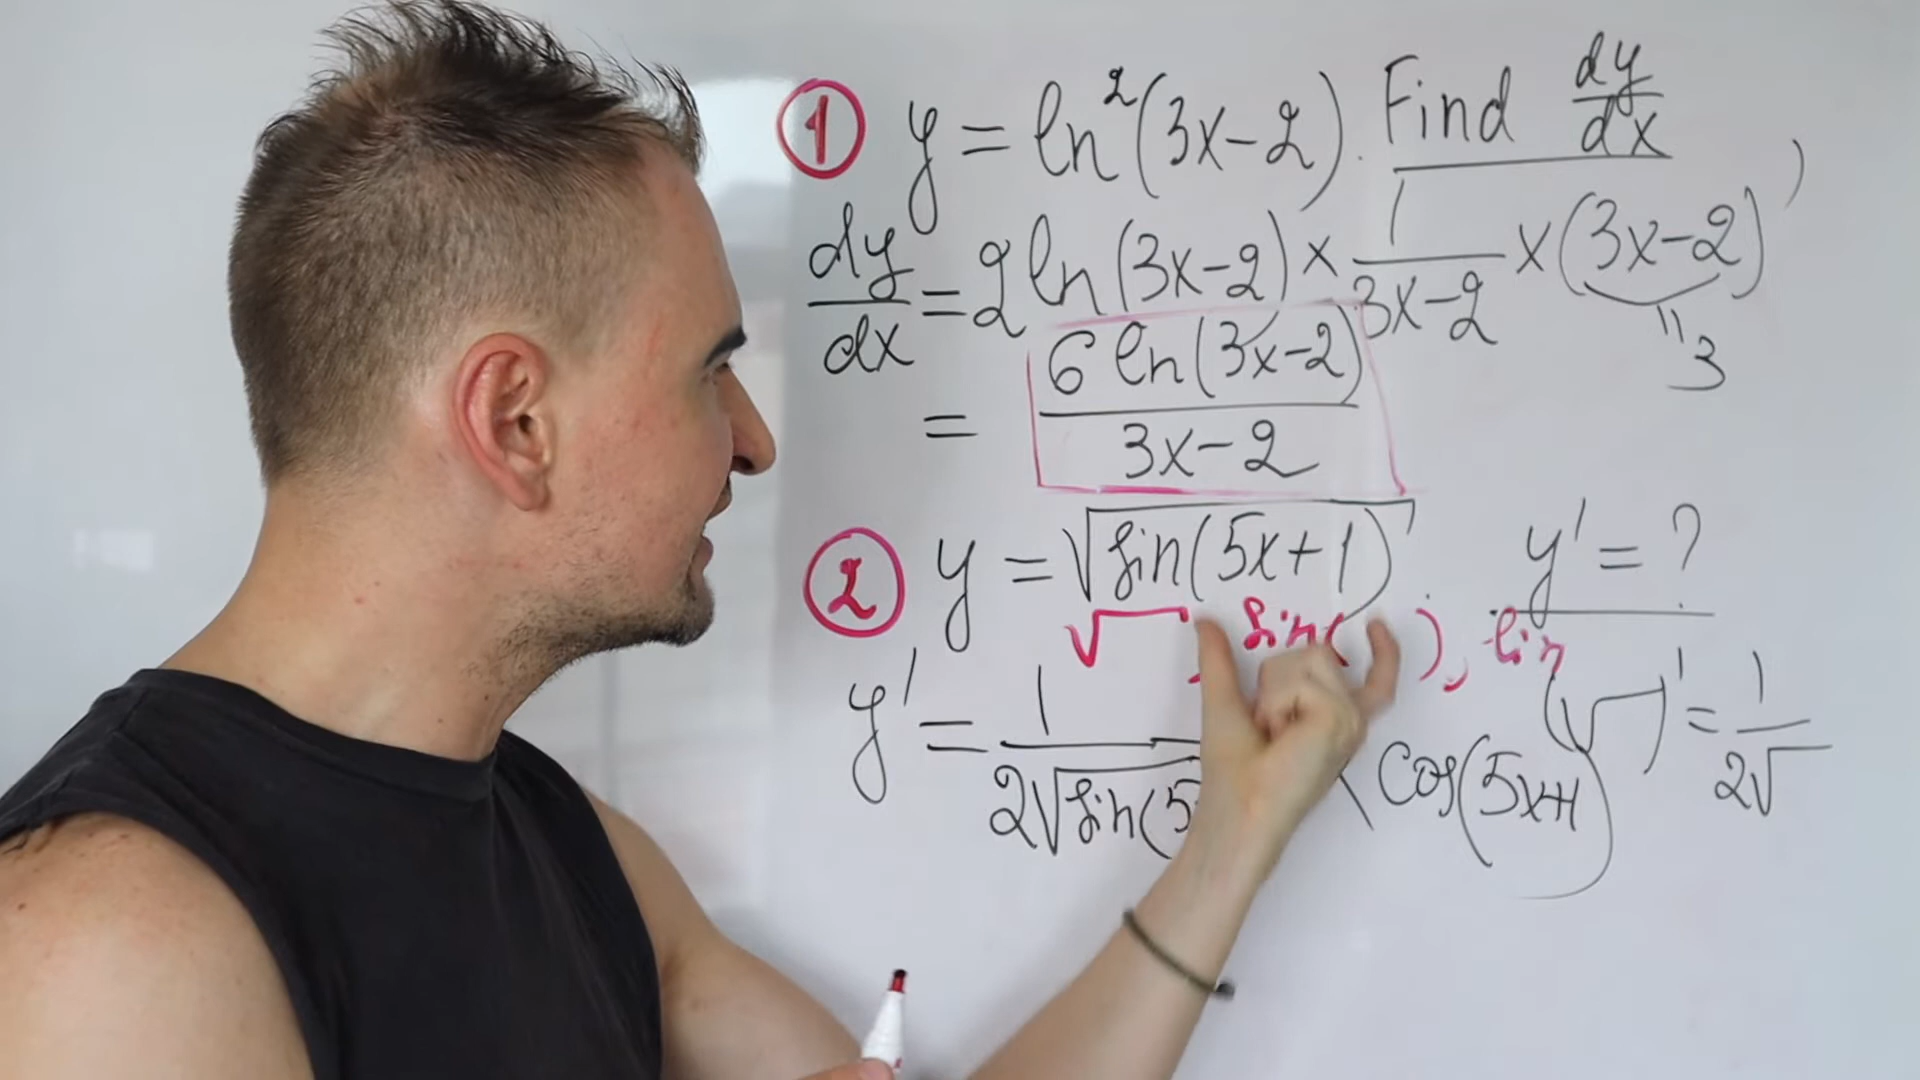 ① y = ln²(3x-2). Find dy/dx
dy/dx = 2 ln(3x-2) × 1/(3x-2) × (3x-2)'
"3
= 6 ln(3x-2)/(3x-2)
② y = √sin(5x+1) y' = ?
√ sin( ), lin
(√ )' = 1/2√
y' = 1/2√sin(5 cos(5x+1)